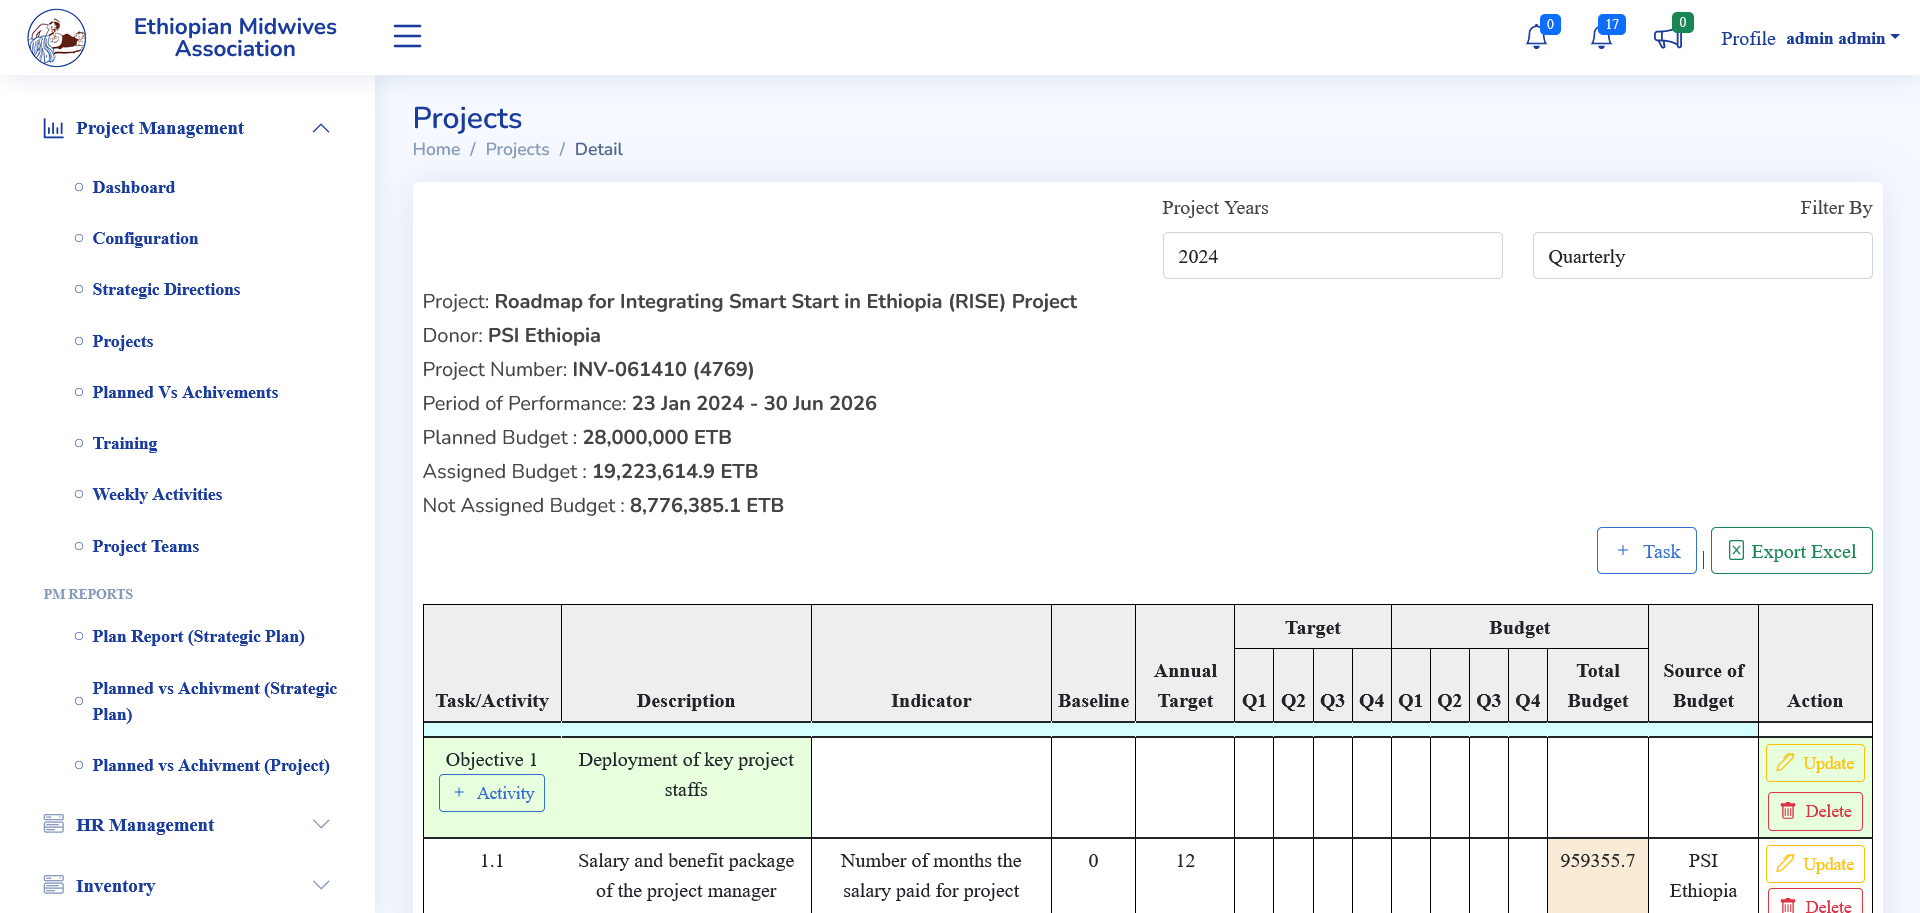 Ethiopian Midwives
Association
0
17
0
Profile admin admin
Project Management
Dashboard
Configuration
Strategic Directions
Projects
Planned Vs Achivements
Training
Weekly Activities
Project Teams
PM REPORTS
Plan Report (Strategic Plan)
Planned vs Achivment (Strategic
Plan)
Planned vs Achivment (Project)
HR Management
Inventory
Projects
Home / Projects / Detail
Project Years
Filter By
2024
Quarterly
Project: Roadmap for Integrating Smart Start in Ethiopia (RISE) Project
Donor: PSI Ethiopia
Project Number: INV-061410 (4769)
Period of Performance: 23 Jan 2024 - 30 Jun 2026
Planned Budget : 28,000,000 ETB
Assigned Budget : 19,223,614.9 ETB
Not Assigned Budget : 8,776,385.1 ETB
+ Task | Export Excel
Target Budget
Task/Activity Description Indicator Baseline Annual Target Q1 Q2 Q3 Q4 Q1 Q2 Q3 Q4 Total Budget Source of Budget Action
Objective 1 Deployment of key project Update
+ Activity staffs
Delete
1.1 Salary and benefit package Number of months the 0 12 959355.7 PSI Update
of the project manager salary paid for project Ethiopia
Delete